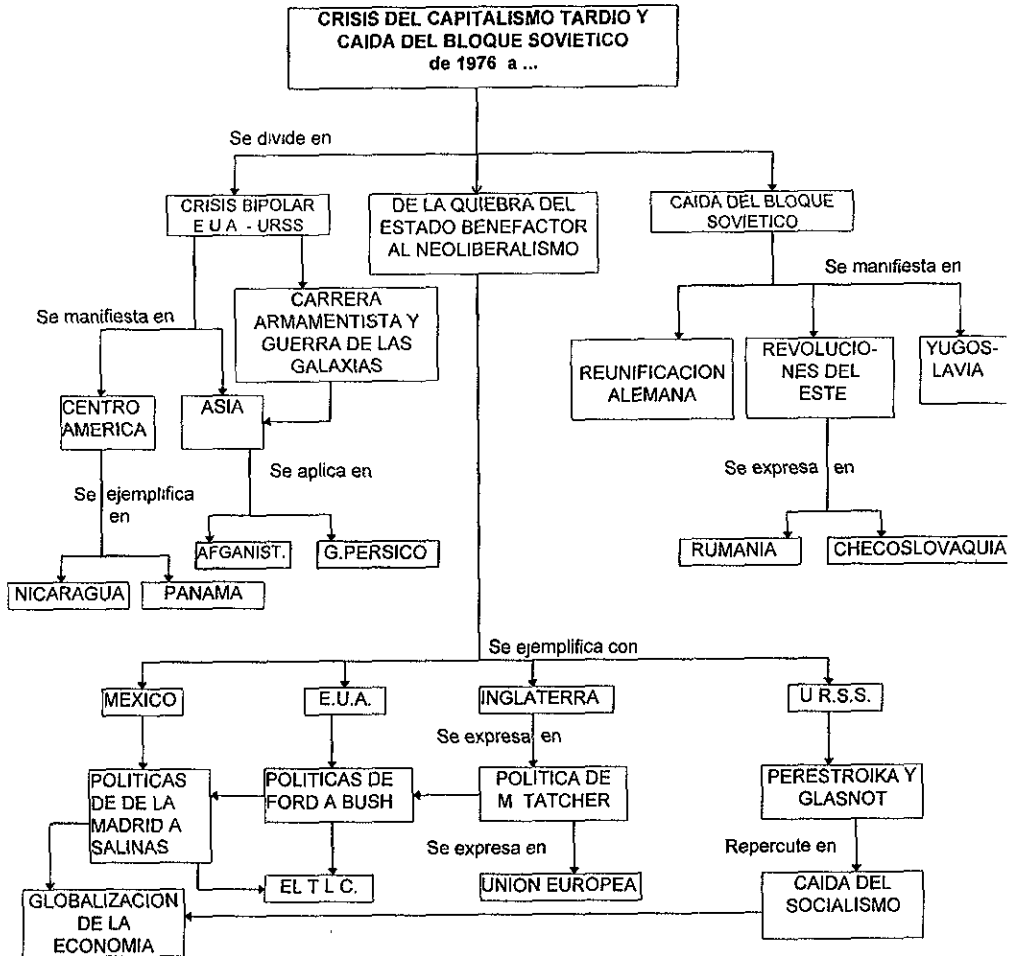 CRISIS DEL CAPITALISMO TARDIO Y
CAIDA DEL BLOQUE SOVIETICO
de 1976 a ...
Se divide en
CRISIS BIPOLAR
E U A - URSS
DE LA QUIEBRA DEL
ESTADO BENEFACTOR
AL NEOLIBERALISMO
CAIDA DEL BLOQUE
SOVIETICO
Se manifiesta en
Se manifiesta en
CARRERA
ARMAMENTISTA Y
GUERRA DE LAS
GALAXIAS
REUNIFICACION
ALEMANA
REVOLUCIO-
NES DEL
ESTE
YUGOS-
LAVIA
CENTRO
AMERICA
ASIA
Se aplica en
Se expresa en
Se ejemplifica
en
AFGANIST.
G.PERSICO
RUMANIA
CHECOSLOVAQUIA
NICARAGUA
PANAMA
Se ejemplifica con
MEXICO
E.U.A.
INGLATERRA
U R.S.S.
Se expresa en
POLITICAS
DE DE LA
MADRID A
SALINAS
POLITICAS DE
FORD A BUSH
POLITICA DE
M TATCHER
PERESTROIKA Y
GLASNOT
Se expresa en
Repercute en
EL T L C.
UNION EUROPEA
CAIDA DEL
SOCIALISMO
GLOBALIZACION
DE LA
ECONOMIA